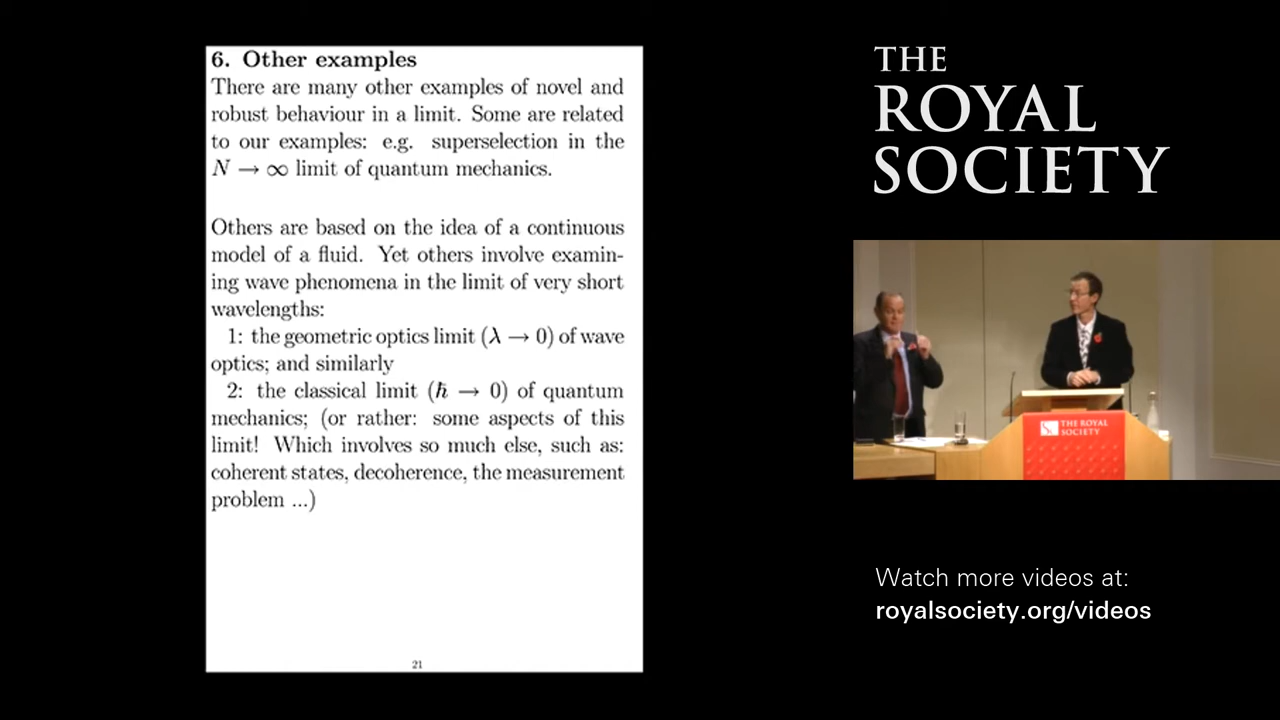 6. Other examples
There are many other examples of novel and
robust behaviour in a limit. Some are related
to our examples: e.g. superselection in the
N → ∞ limit of quantum mechanics.
Others are based on the idea of a continuous
model of a fluid. Yet others involve examin-
ing wave phenomena in the limit of very short
wavelengths:
1: the geometric optics limit (λ → 0) of wave
optics; and similarly
2: the classical limit (ℏ → 0) of quantum
mechanics; (or rather: some aspects of this
limit! Which involves so much else, such as:
coherent states, decoherence, the measurement
problem ...)
21
THE
ROYAL
SOCIETY
THE ROYAL
SOCIETY
Watch more videos at:
royalsociety.org/videos